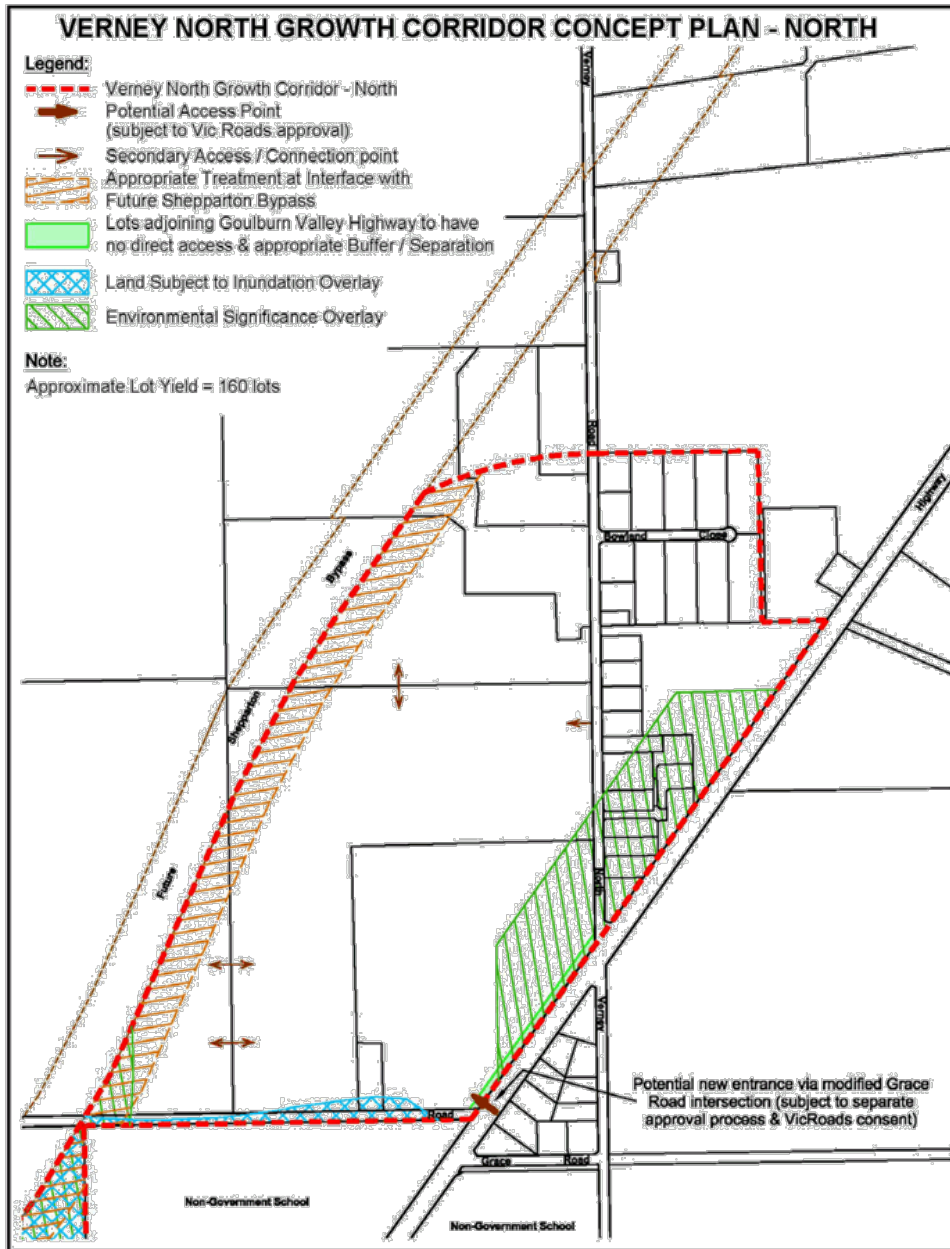 VERNEY NORTH GROWTH CORRIDOR CONCEPT PLAN - NORTH
Legend:
Verney North Growth Corridor - North
Potential Access Point
(subject to Vic Roads approval)
Secondary Access / Connection point
Appropriate Treatment at Interface with
Future Shepparton Bypass
Lots adjoining Goulburn Valley Highway to have
no direct access & appropriate Buffer / Separation
Land Subject to Inundation Overlay
Environmental Significance Overlay
Note:
Approximate Lot Yield = 160 lots
Verney
Road
Highway
Bowland Close
Bypass
Shepparton
Future
North
Verney
Potential new entrance via modified Grace
Road intersection (subject to separate
approval process & VicRoads consent)
Road
Grace Road
Non-Government School
Non-Government School